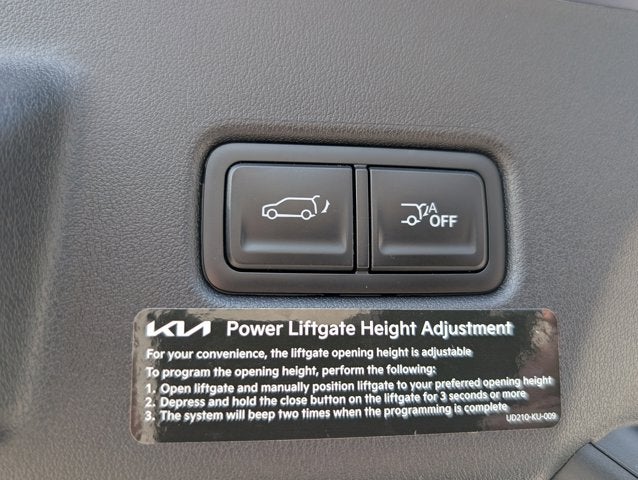 A
OFF
KIA Power Liftgate Height Adjustment
For your convenience, the liftgate opening height is adjustable
To program the opening height, perform the following:
1. Open liftgate and manually position liftgate to your preferred opening height
2. Depress and hold the close button on the liftgate for 3 seconds or more
3. The system will beep two times when the programming is complete
UD210-KU-009